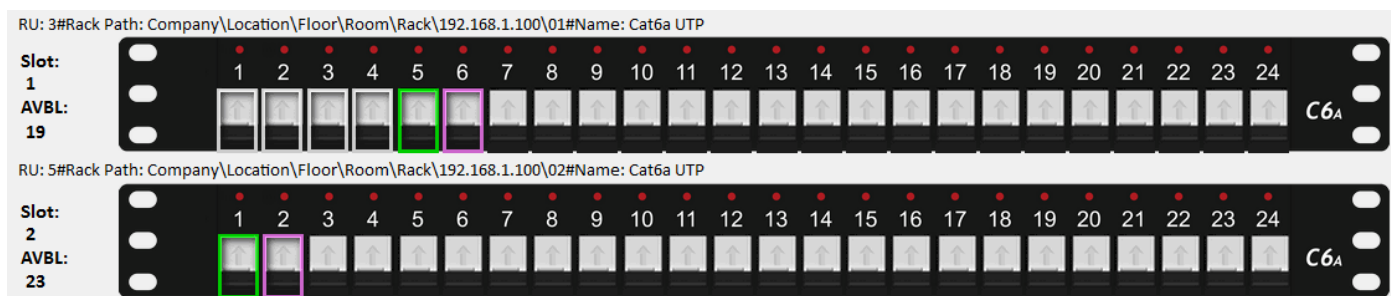 RU: 3#Rack Path: Company\Location\Floor\Room\Rack\192.168.1.100\01#Name: Cat6a UTP
Slot:
1
AVBL:
19
1 2 3 4 5 6 7 8 9 10 11 12 13 14 15 16 17 18 19 20 21 22 23 24
C6A
RU: 5#Rack Path: Company\Location\Floor\Room\Rack\192.168.1.100\02#Name: Cat6a UTP
Slot:
2
AVBL:
23
1 2 3 4 5 6 7 8 9 10 11 12 13 14 15 16 17 18 19 20 21 22 23 24
C6A